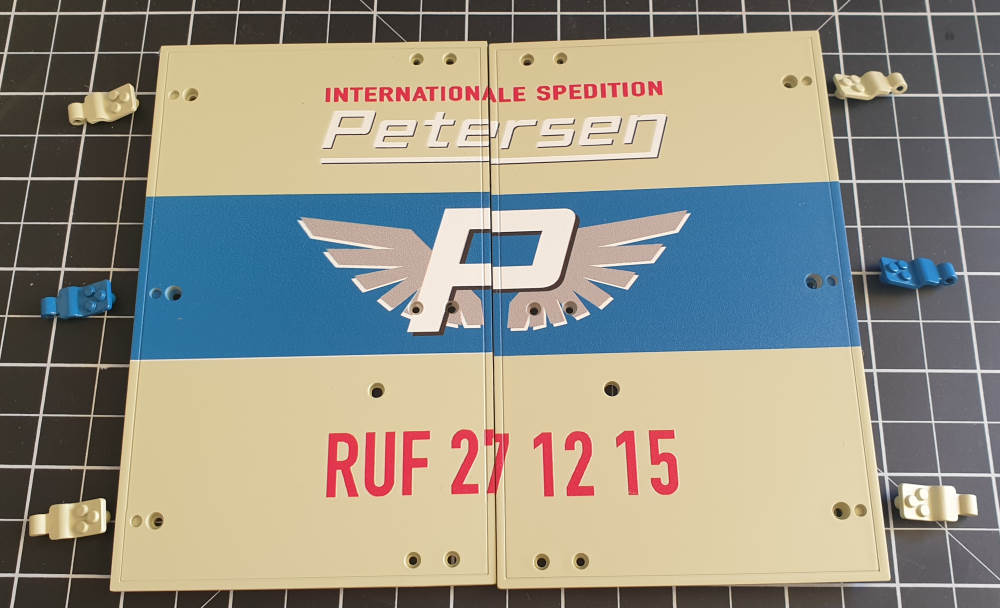 INTERNATIONALE SPEDITION
Petersen
P
RUF 27 12 15